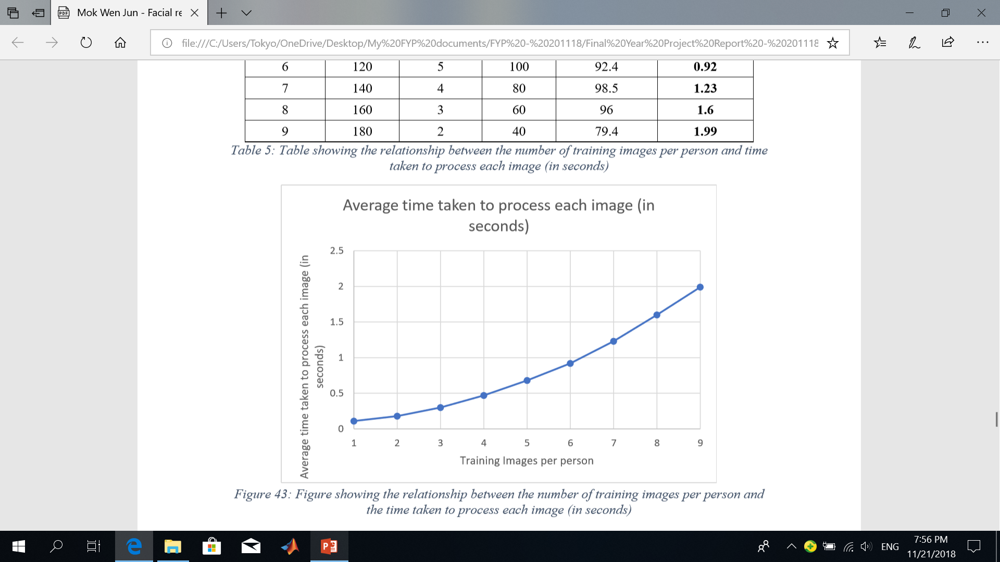 Mok Wen Jun - Facial re
file:///C:/Users/Tokyo/OneDrive/Desktop/My%20FYP%20documents/FYP%20-%20201118/Final%20Year%20Project%20Report%20-%20201118
6 120 5 100 92.4 0.92
7 140 4 80 98.5 1.23
8 160 3 60 96 1.6
9 180 2 40 79.4 1.99
Table 5: Table showing the relationship between the number of training images per person and time
taken to process each image (in seconds)
Average time taken to process each image (in
seconds)
Average time taken to process each image (in
seconds)
2.5
2
1.5
1
0.5
0
1 2 3 4 5 6 7 8 9
Training Images per person
Figure 43: Figure showing the relationship between the number of training images per person and
the time taken to process each image (in seconds)
ENG
7:56 PM
11/21/2018